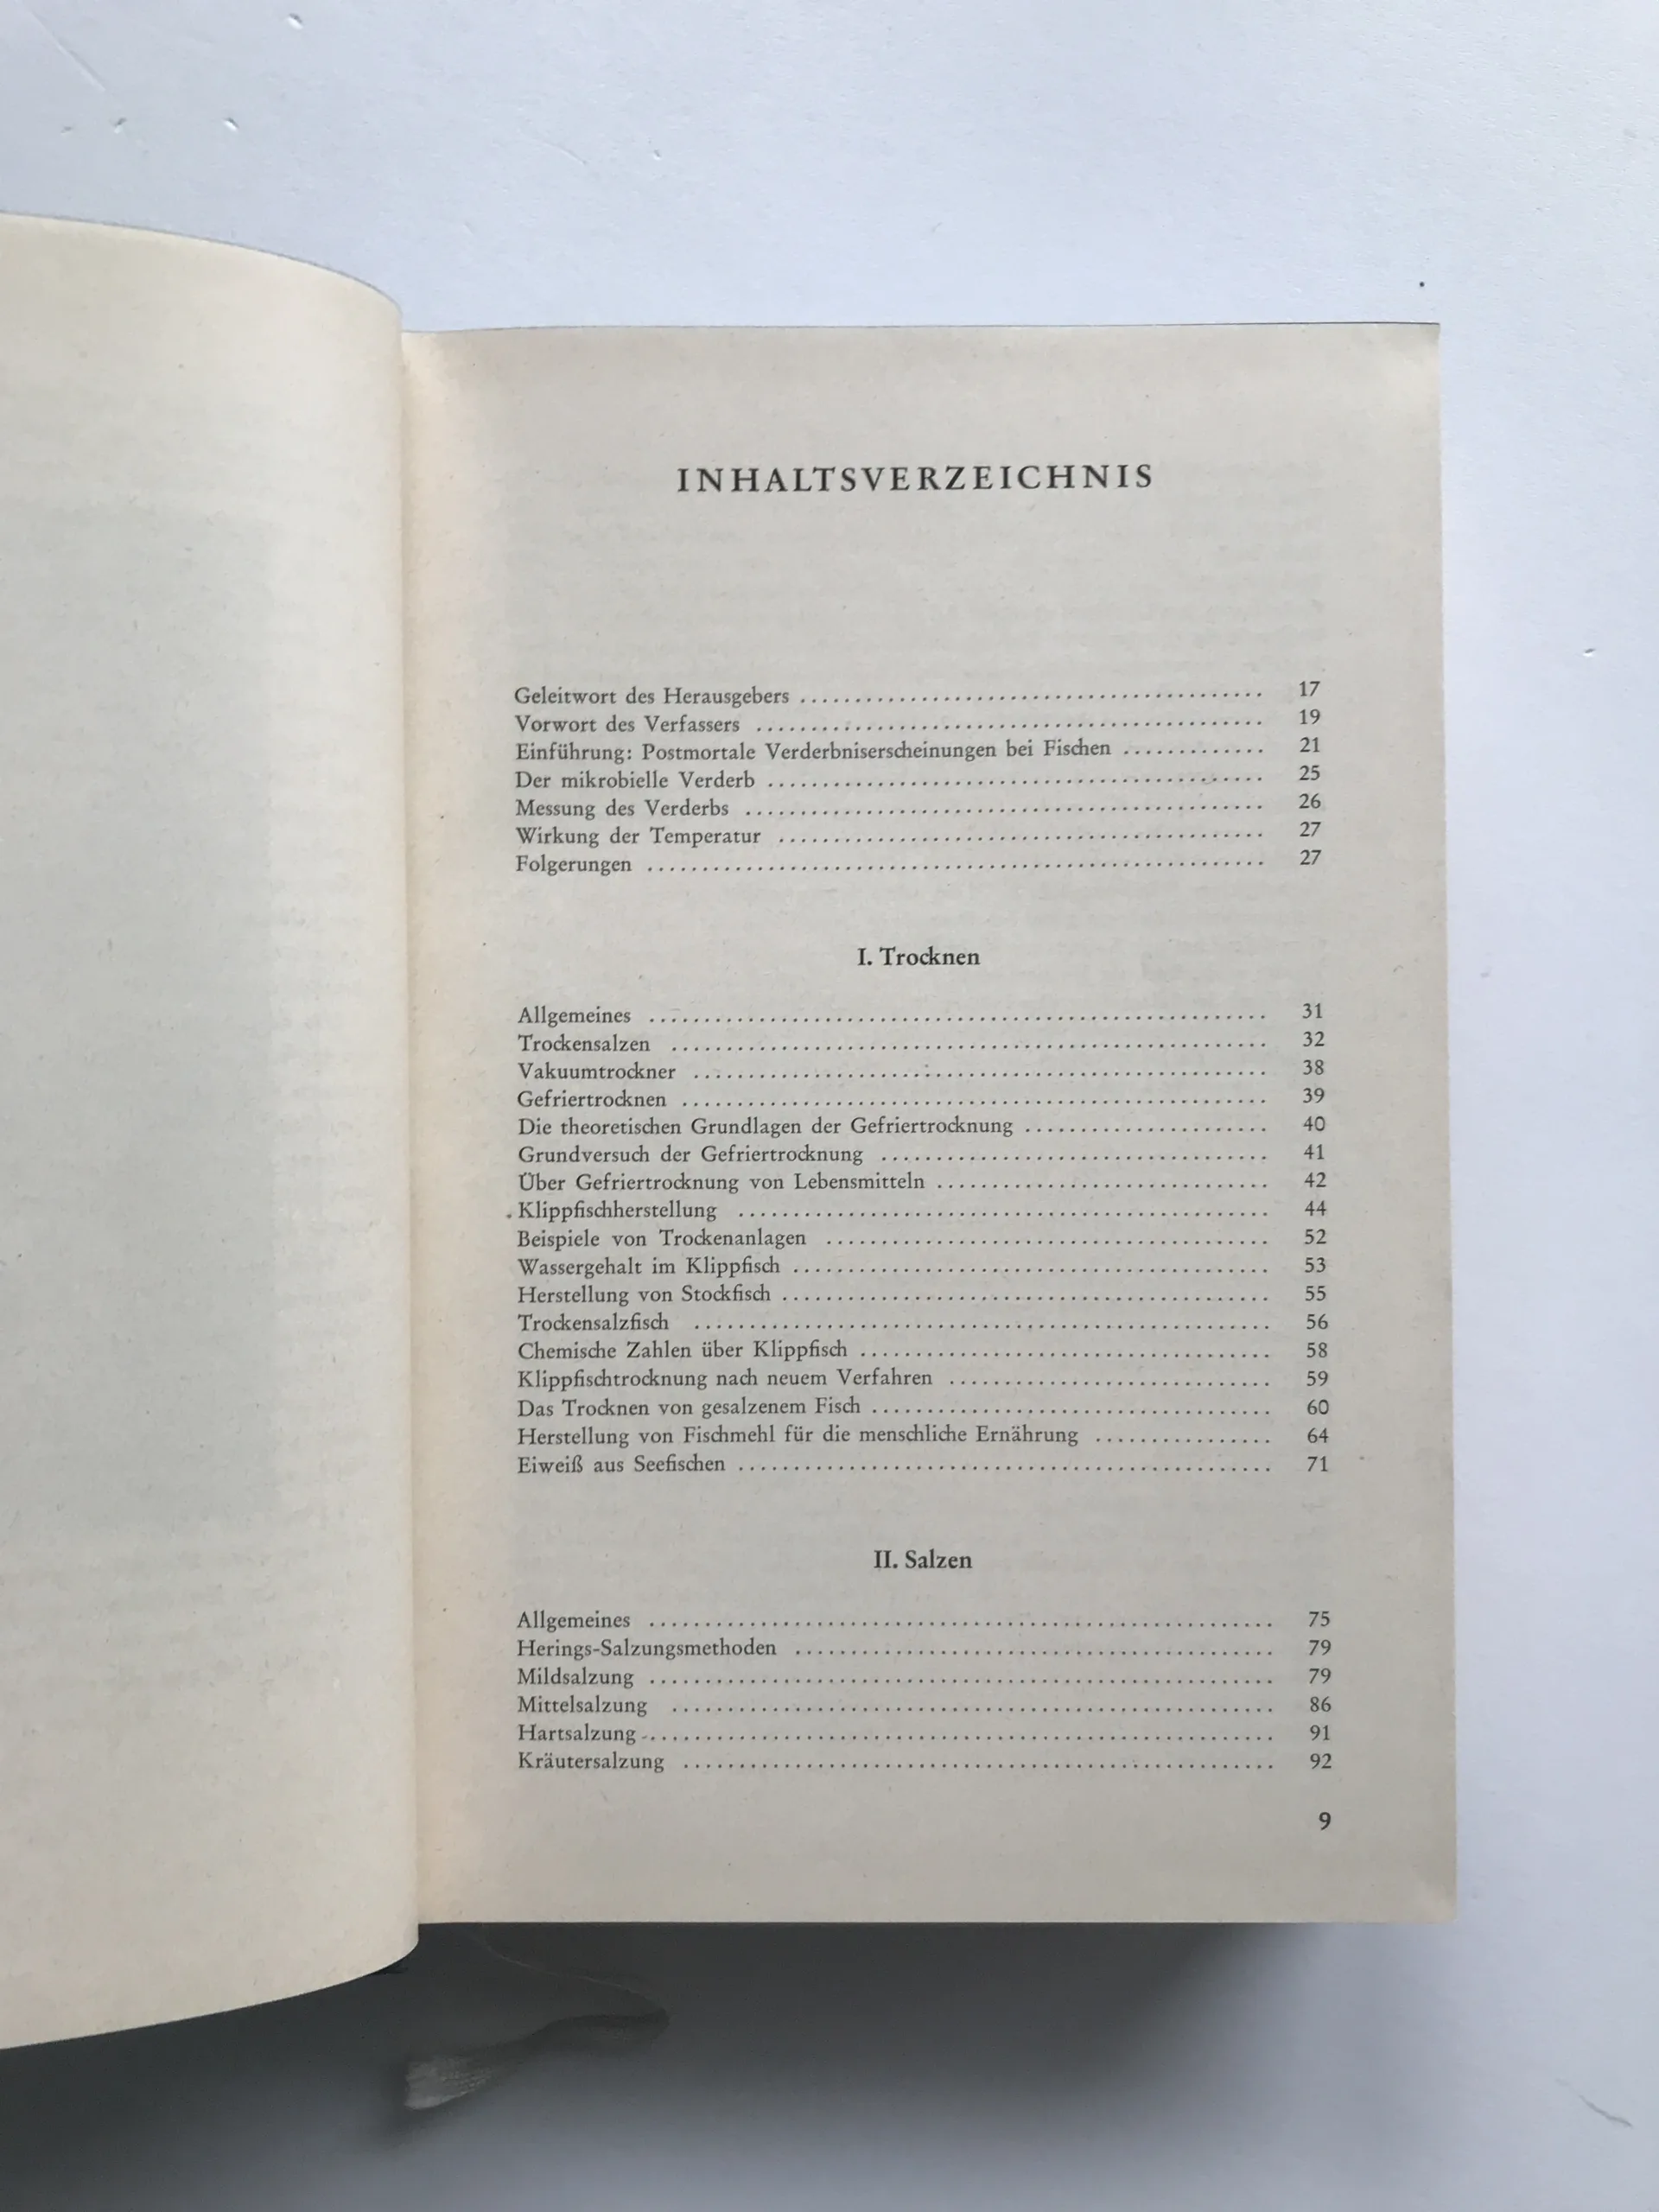 INHALTSVERZEICHNIS
Geleitwort des Herausgebers ........................................ 17
Vorwort des Verfassers ........................................ 19
Einführung: Postmortale Verderbniserscheinungen bei Fischen ............. 21
Der mikrobielle Verderb ........................................ 25
Messung des Verderbs ........................................ 26
Wirkung der Temperatur ........................................ 27
Folgerungen ........................................ 27
I. Trocknen
Allgemeines ........................................ 31
Trockensalzen ........................................ 32
Vakuumtrockner ........................................ 38
Gefriertrocknen ........................................ 39
Die theoretischen Grundlagen der Gefriertrocknung ...................... 40
Grundversuch der Gefriertrocknung ................................... 41
Über Gefriertrocknung von Lebensmitteln .............................. 42
Klippfischherstellung ........................................ 44
Beispiele von Trockenanlagen ........................................ 52
Wassergehalt im Klippfisch ........................................ 53
Herstellung von Stockfisch ........................................ 55
Trockensalzfisch ........................................ 56
Chemische Zahlen über Klippfisch ..................................... 58
Klippfischtrocknung nach neuem Verfahren ............................. 59
Das Trocknen von gesalzenem Fisch .................................... 60
Herstellung von Fischmehl für die menschliche Ernährung ................ 64
Eiweiß aus Seefischen ........................................ 71
II. Salzen
Allgemeines ........................................ 75
Herings-Salzungsmethoden ........................................ 79
Mildsalzung ........................................ 79
Mittelsalzung ........................................ 86
Hartsalzung ........................................ 91
Kräutersalzung ........................................ 92
9